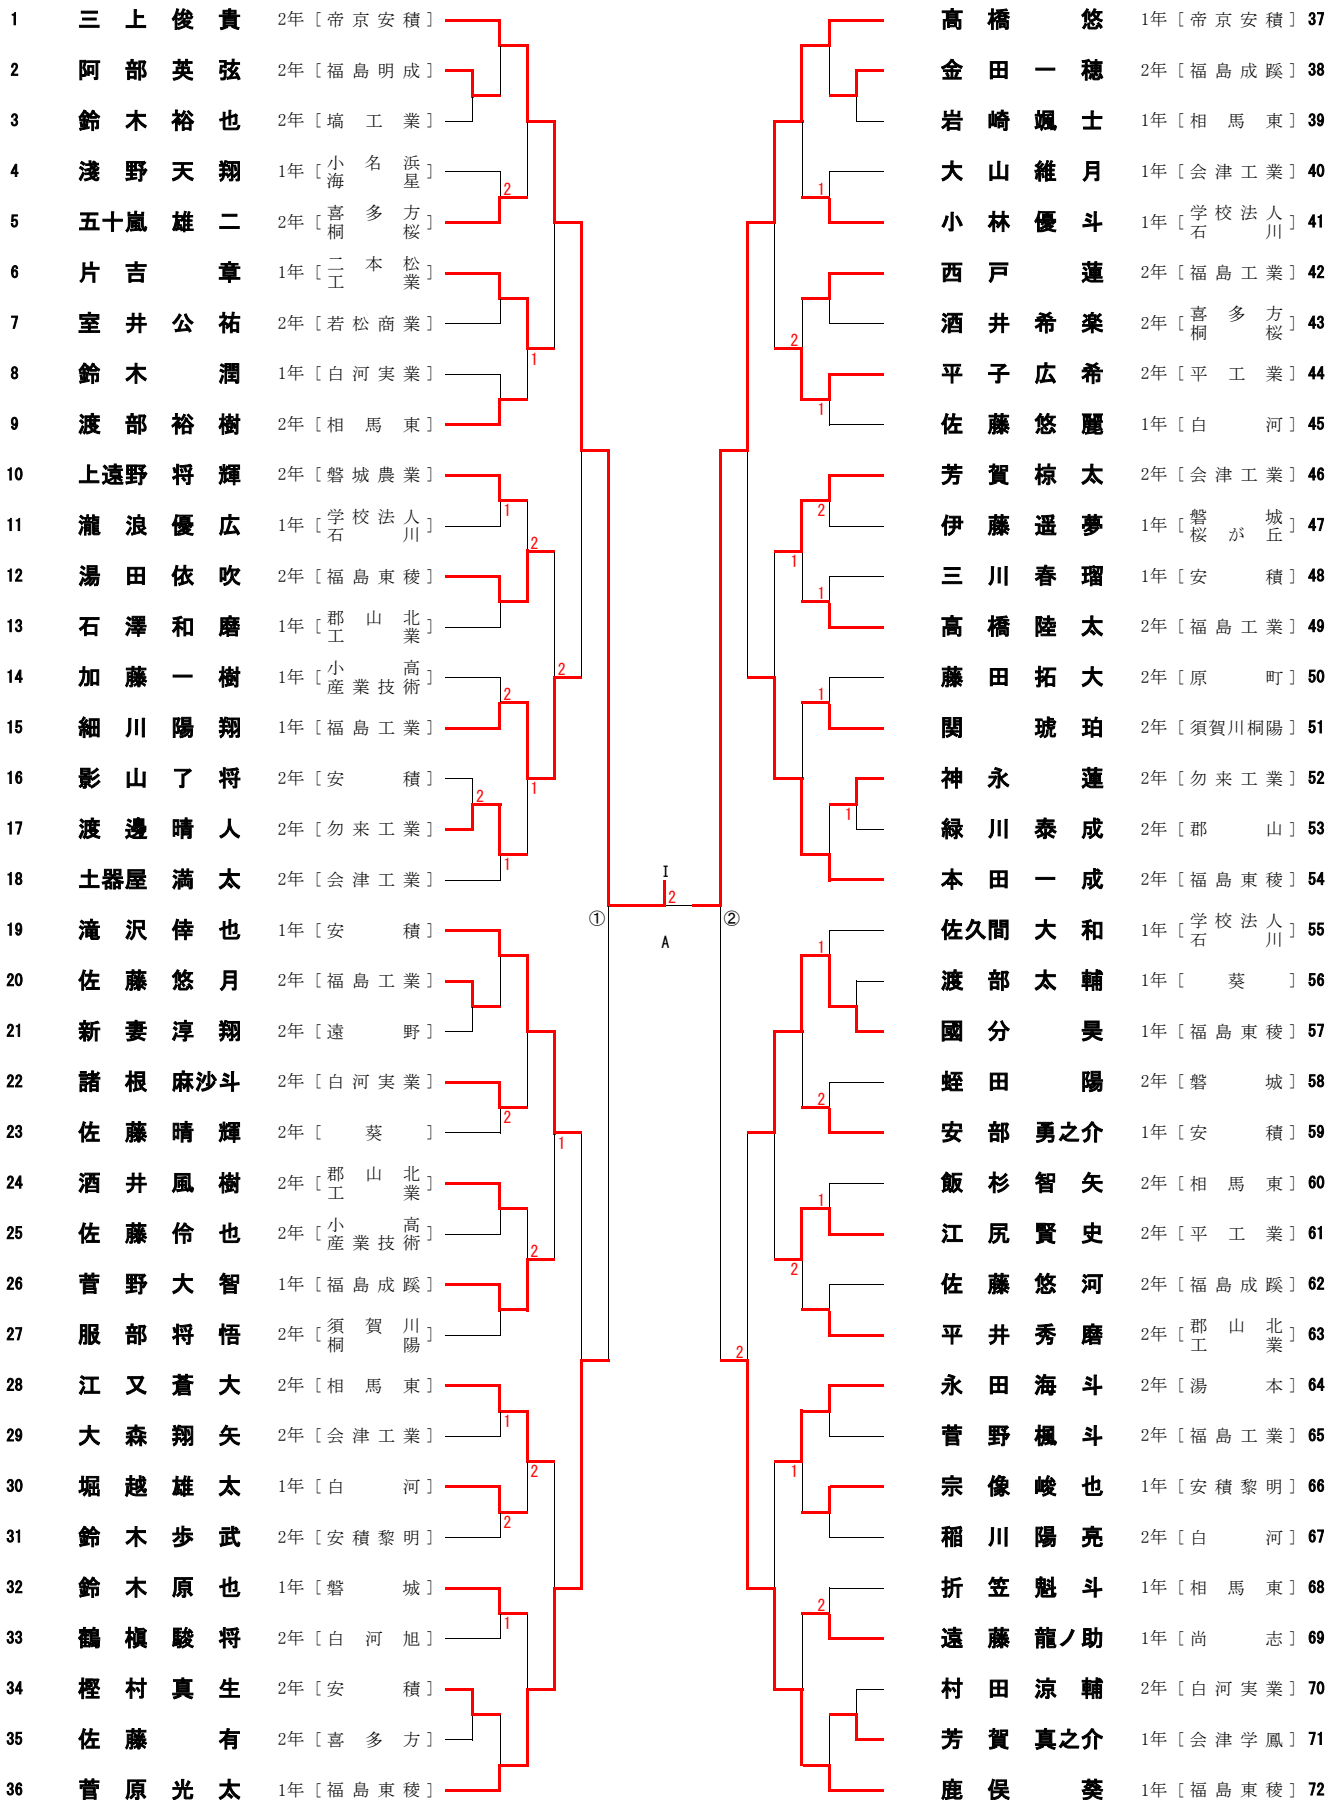 1 三上俊貴 2年［帝京安積］
2 阿部英弦 2年［福島明成］
3 鈴木裕也 2年［塙工業］
4 淺野天翔 1年［小名浜海星］
2
5 五十嵐雄二 2年［喜多方桐桜］
6 片吉章 1年［二本松工業］
7 室井公祐 2年［若松商業］
1
8 鈴木潤 1年［白河実業］
9 渡部裕樹 2年［相馬東］
10 上遠野将輝 2年［磐城農業］
1
11 瀧浪優広 1年［学校法人石川］
2
12 湯田依吹 2年［福島東稜］
13 石澤和磨 1年［郡山北工業］
14 加藤一樹 1年［小高産業技術］
2
2
15 細川陽翔 1年［福島工業］
16 影山了将 2年［安積］
1
2
17 渡邊晴人 2年［勿来工業］
1
18 土器屋満太 2年［会津工業］
19 滝沢倖也 1年［安積］
20 佐藤悠月 2年［福島工業］
21 新妻淳翔 2年［遠野］
22 諸根麻沙斗 2年［白河実業］
2
23 佐藤晴輝 2年［葵］
1
24 酒井風樹 2年［郡山北工業］
25 佐藤伶也 2年［小高産業技術］
2
26 菅野大智 1年［福島成蹊］
27 服部将悟 2年［須賀川桐陽］
28 江又蒼大 2年［相馬東］
1
29 大森翔矢 2年［会津工業］
2
30 堀越雄太 1年［白河］
2
31 鈴木歩武 2年［安積黎明］
32 鈴木原也 1年［磐城］
1
33 鶴槇駿将 2年［白河旭］
34 樫村真生 2年［安積］
35 佐藤有 2年［喜多方］
36 菅原光太 1年［福島東稜］
I
2
① ②
A
髙橋悠 1年［帝京安積］ 37
金田一穂 2年［福島成蹊］ 38
岩崎颯士 1年［相馬東］ 39
大山維月 1年［会津工業］ 40
1
小林優斗 1年［学校法人石川］ 41
西戸蓮 2年［福島工業］ 42
酒井希楽 2年［喜多方桐桜］ 43
2
平子広希 2年［平工業］ 44
1
佐藤悠麗 1年［白河］ 45
芳賀椋太 2年［会津工業］ 46
2
伊藤遥夢 1年［磐城桜が丘］ 47
1
三川春瑠 1年［安積］ 48
1
高橋陸太 2年［福島工業］ 49
藤田拓大 2年［原町］ 50
1
関琥珀 2年［須賀川桐陽］ 51
神永蓮 2年［勿来工業］ 52
1
緑川泰成 2年［郡山］ 53
本田一成 2年［福島東稜］ 54
佐久間大和 1年［学校法人石川］ 55
1
渡部太輔 1年［葵］ 56
國分昊 1年［福島東稜］ 57
蛭田陽 2年［磐城］ 58
2
安部勇之介 1年［安積］ 59
飯杉智矢 2年［相馬東］ 60
1
江尻賢史 2年［平工業］ 61
2
佐藤悠河 2年［福島成蹊］ 62
平井秀磨 2年［郡山北工業］ 63
2
永田海斗 2年［湯本］ 64
菅野楓斗 2年［福島工業］ 65
1
宗像峻也 1年［安積黎明］ 66
稲川陽亮 2年［白河］ 67
折笠魁斗 1年［相馬東］ 68
2
遠藤龍ノ助 1年［尚志］ 69
村田涼輔 2年［白河実業］ 70
芳賀真之介 1年［会津学鳳］ 71
鹿俣葵 1年［福島東稜］ 72